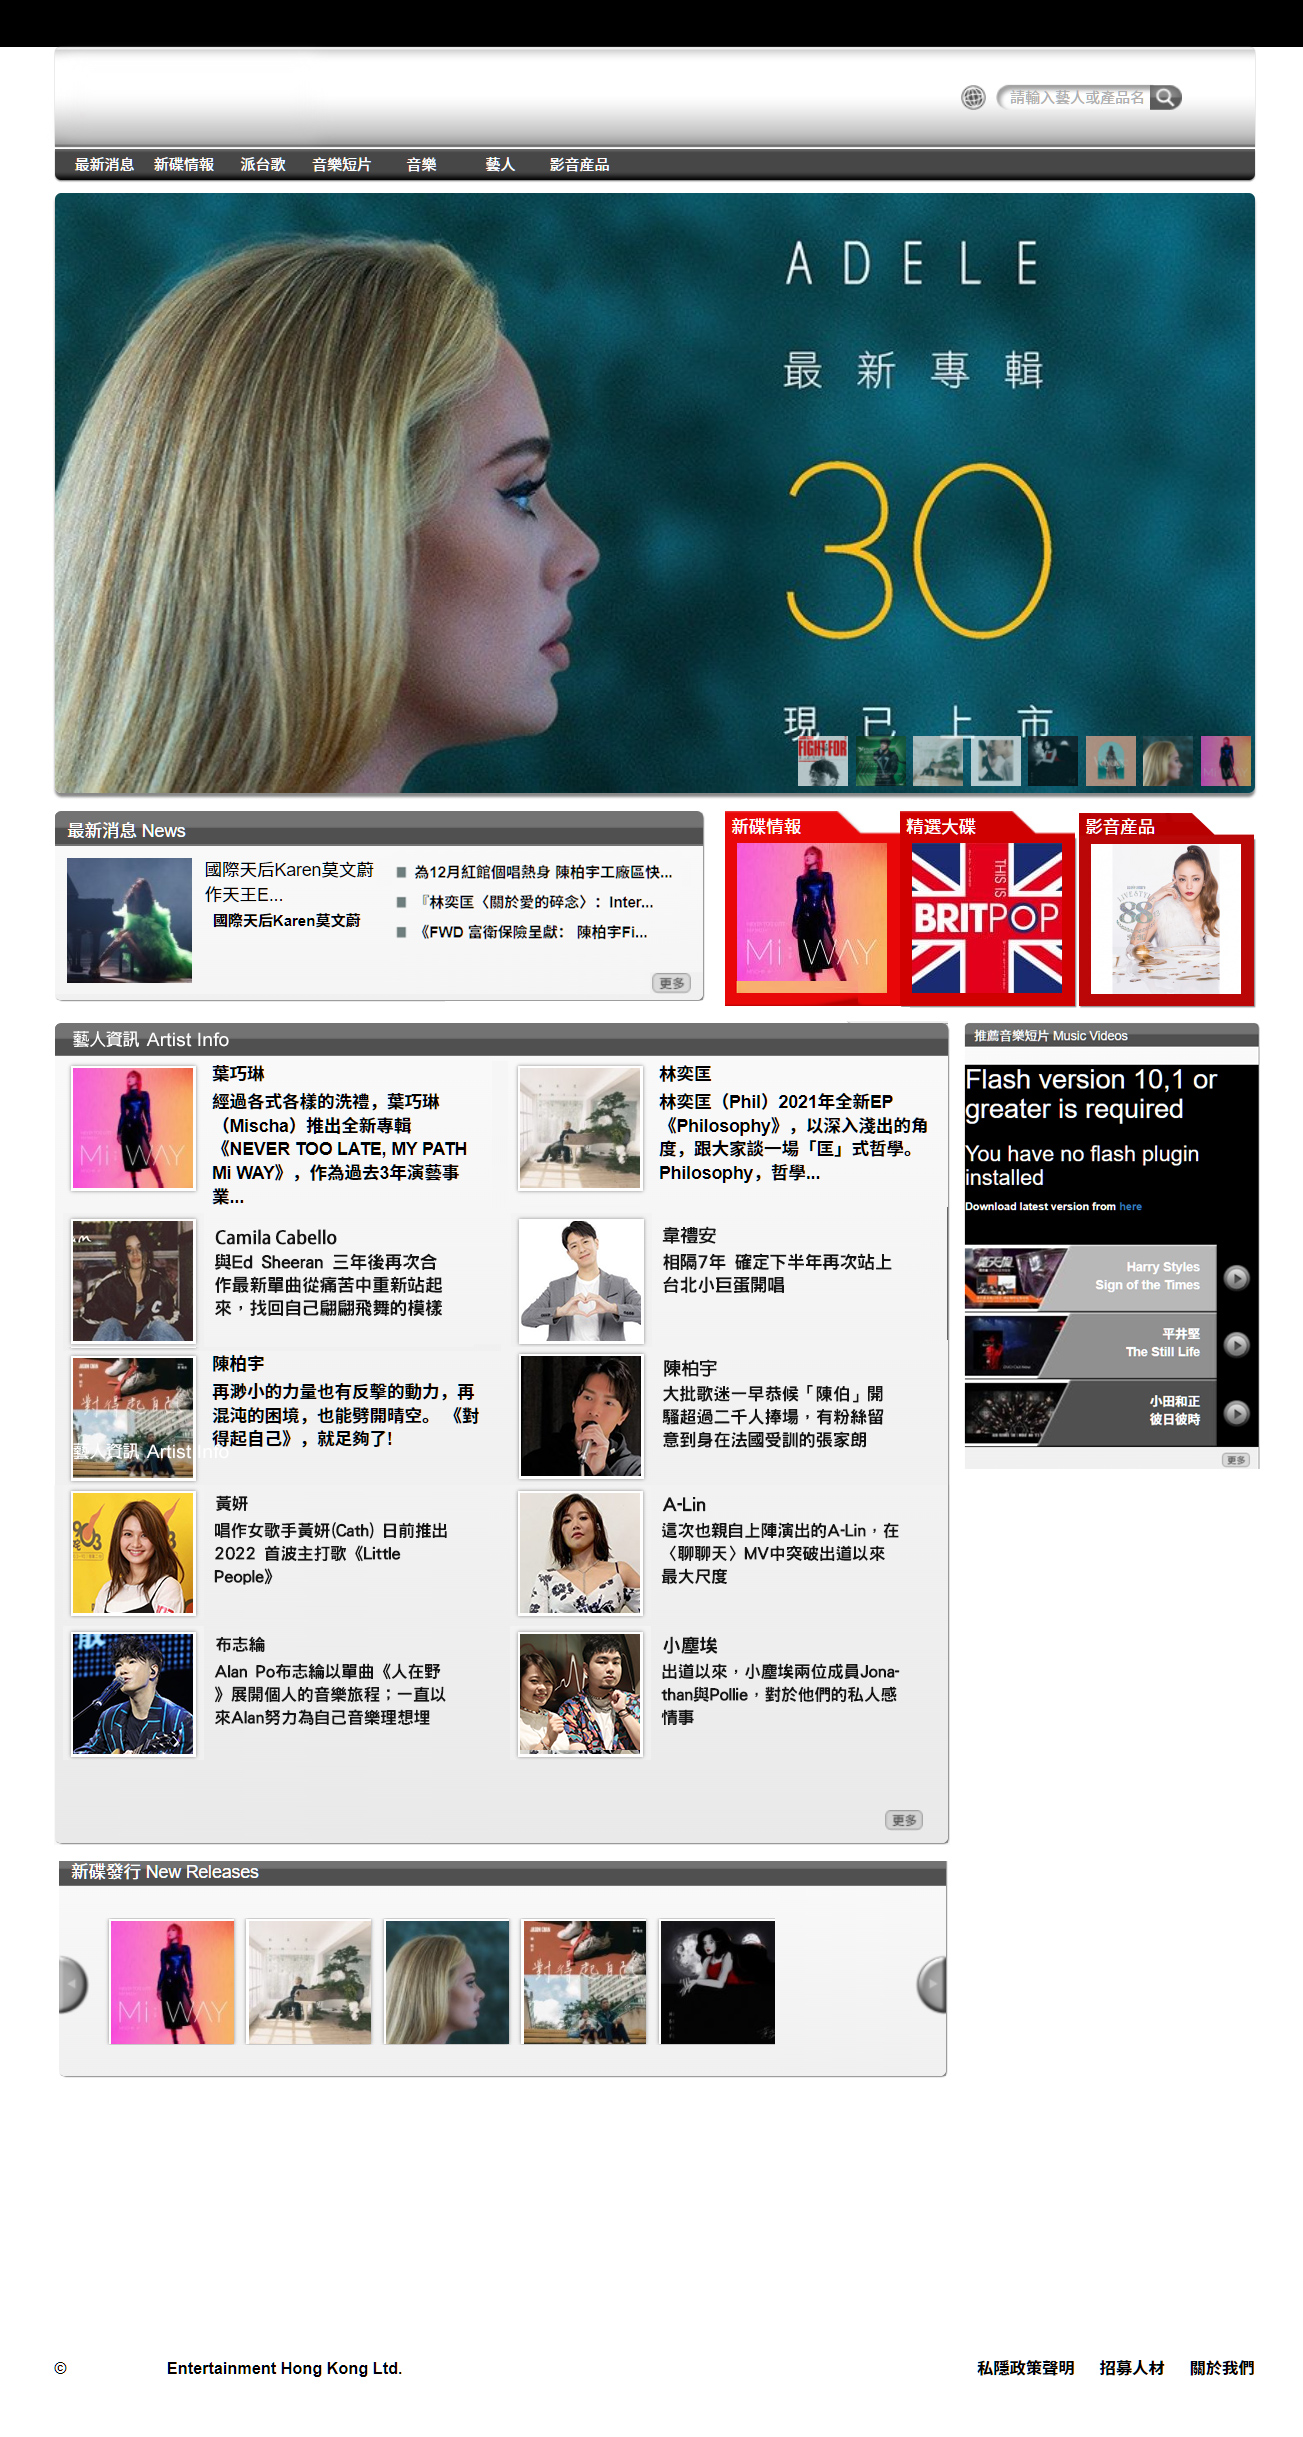 請輸入藝人或產品名
最新消息 新碟情報 派台歌 音樂短片 音樂 藝人 影音産品
ADELE
最新專輯
30
現已上市
FIGHT FOR
最新消息 News
國際天后Karen莫文蔚
作天王E...
國際天后Karen莫文蔚
為12月紅館個唱熱身 陳柏宇工廠區快...
『林奕匡〈關於愛的碎念〉：Inter...
《FWD 富衛保險呈獻： 陳柏宇Fi...
更多
新碟情報
Mi:WAY
精選大碟
THIS IS
BRITPOP
影音産品
LIVE STYLE
88
藝人資訊 Artist Info
葉巧琳
經過各式各樣的洗禮，葉巧琳
（Mischa）推出全新專輯
《NEVER TOO LATE, MY PATH
Mi WAY》，作為過去3年演藝事
業...
林奕匡
林奕匡（Phil）2021年全新EP
《Philosophy》，以深入淺出的角
度，跟大家談一場「匡」式哲學。
Philosophy，哲學...
Camila Cabello
與Ed Sheeran 三年後再次合
作最新單曲從痛苦中重新站起
來，找回自己翩翩飛舞的模樣
韋禮安
相隔7年 確定下半年再次站上
台北小巨蛋開唱
陳柏宇
再渺小的力量也有反擊的動力，再
混沌的困境，也能劈開晴空。《對
得起自己》，就足夠了!
藝人資訊 Artist Info
陳柏宇
大批歌迷一早恭候「陳伯」開
騷超過二千人捧場，有粉絲留
意到身在法國受訓的張家朗
黃妍
唱作女歌手黃妍(Cath) 日前推出
2022 首波主打歌《Little
People》
A-Lin
這次也親自上陣演出的A-Lin，在
〈聊聊天〉MV中突破出道以來
最大尺度
布志綸
Alan Po布志綸以單曲《人在野
》展開個人的音樂旅程；一直以
來Alan努力為自己音樂理想埋
小塵埃
出道以來，小塵埃兩位成員Jona-
than與Pollie，對於他們的私人感
情事
更多
推薦音樂短片 Music Videos
Flash version 10,1 or
greater is required
You have no flash plugin
installed
Download latest version from here
Harry Styles
Sign of the Times
平井堅
The Still Life
小田和正
彼日彼時
更多
新碟發行 New Releases
Mi:WAY
對得起自己
© Entertainment Hong Kong Ltd.
私隱政策聲明 招募人材 關於我們